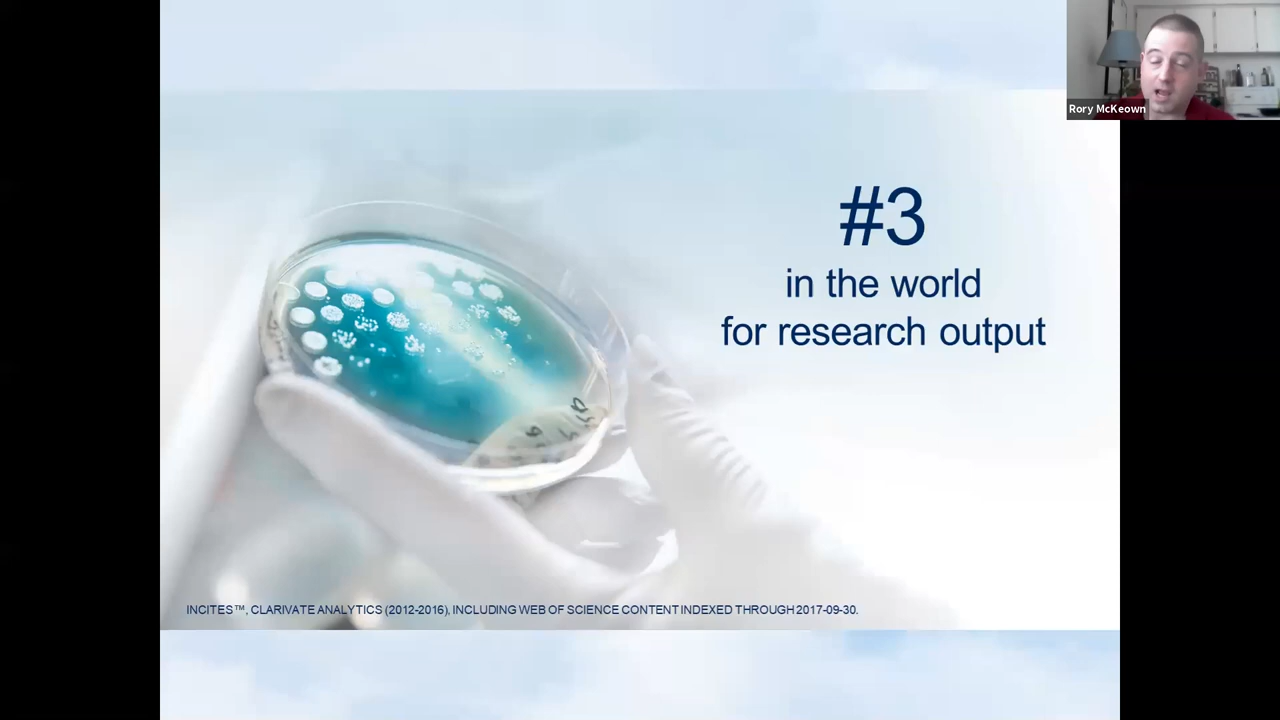 Rory McKeown
#3
in the world
for research output
INCITES™, CLARIVATE ANALYTICS (2012-2016), INCLUDING WEB OF SCIENCE CONTENT INDEXED THROUGH 2017-09-30.